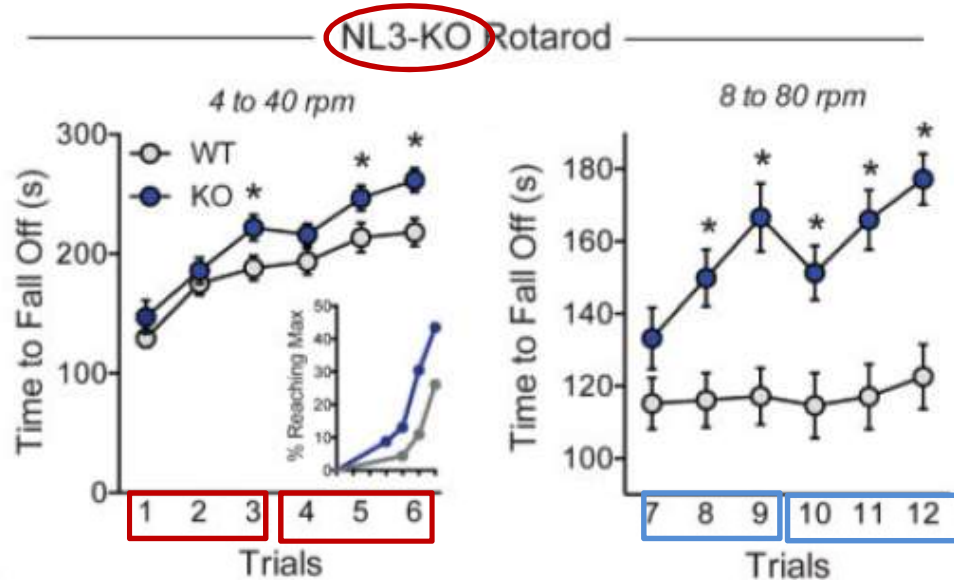 NL3-KO Rotarod
4 to 40 rpm
8 to 80 rpm
Time to Fall Off (s)
300
200
100
0
WT
KO
*
*
*
% Reaching Max
50
40
30
20
10
0
1 2 3 4 5 6
Trials
Time to Fall Off (s)
180
160
140
120
100
*
*
*
*
*
7 8 9 10 11 12
Trials